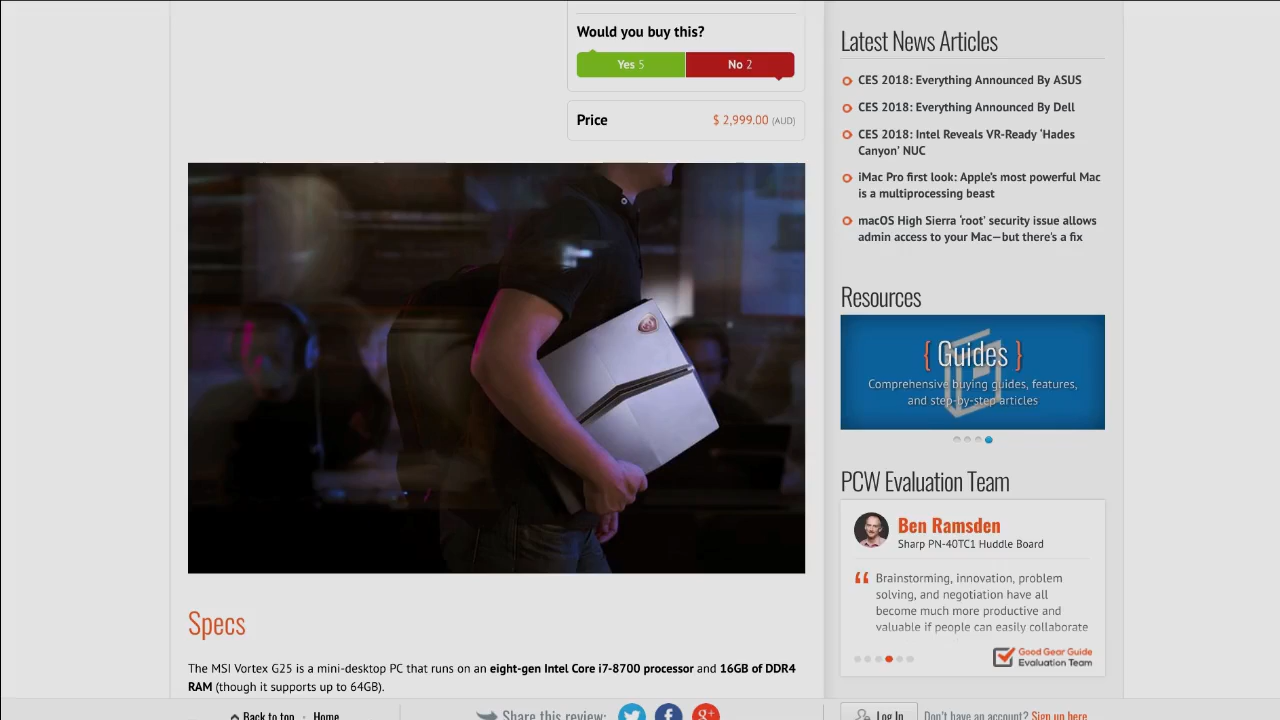 Would you buy this?
Yes 5
No 2
Price
$ 2,999.00 (AUD)
Specs
The MSI Vortex G25 is a mini-desktop PC that runs on an eight-gen Intel Core i7-8700 processor and 16GB of DDR4
RAM (though it supports up to 64GB).
Latest News Articles
CES 2018: Everything Announced By ASUS
CES 2018: Everything Announced By Dell
CES 2018: Intel Reveals VR-Ready ‘Hades
Canyon’ NUC
iMac Pro first look: Apple’s most powerful Mac
is a multiprocessing beast
macOS High Sierra ‘root’ security issue allows
admin access to your Mac—but there’s a fix
Resources
{ Guides }
Comprehensive buying guides, features,
and step-by-step articles
PCW Evaluation Team
Ben Ramsden
Sharp PN-40TC1 Huddle Board
“ Brainstorming, innovation, problem
solving, and negotiation have all
become much more productive and
valuable if people can easily collaborate
Good Gear Guide
Evaluation Team
Back to top · Home
Share this review:
g+
Log In
Don't have an account? Sign up here